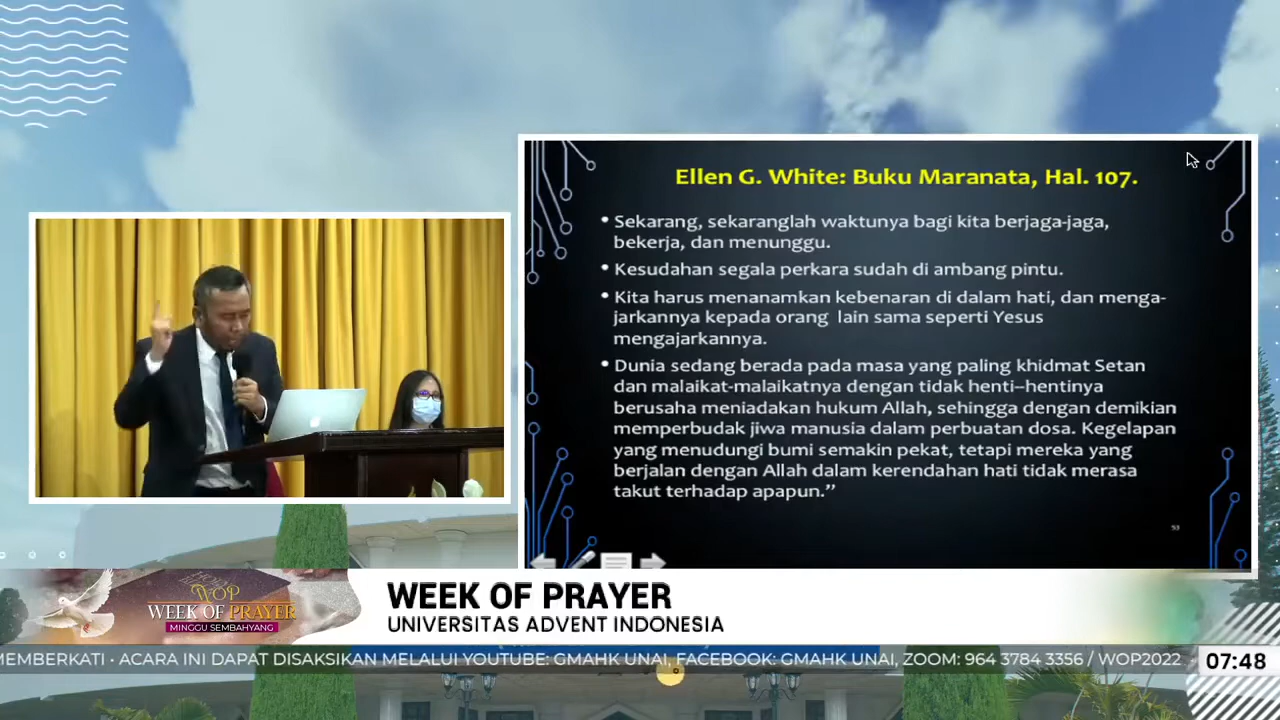 Ellen G. White: Buku Maranata, Hal. 107.
• Sekarang, sekaranglah waktunya bagi kita berjaga-jaga,
bekerja, dan menunggu.
• Kesudahan segala perkara sudah di ambang pintu.
• Kita harus menanamkan kebenaran di dalam hati, dan menga-
jarkannya kepada orang lain sama seperti Yesus
mengajarkannya.
• Dunia sedang berada pada masa yang paling khidmat Setan
dan malaikat-malaikatnya dengan tidak henti–hentinya
berusaha meniadakan hukum Allah, sehingga dengan demikian
memperbudak jiwa manusia dalam perbuatan dosa. Kegelapan
yang menudungi bumi semakin pekat, tetapi mereka yang
berjalan dengan Allah dalam kerendahan hati tidak merasa
takut terhadap apapun.”
53
WOP
WEEK OF PRAYER
MINGGU SEMBAHYANG
WEEK OF PRAYER
UNIVERSITAS ADVENT INDONESIA
EMBERKATI · ACARA INI DAPAT DISAKSIKAN MELALUI YOUTUBE: GMAHK UNAI, FACEBOOK: GMAHK UNAI, ZOOM: 964 3784 3356 / WOP2022
07:48